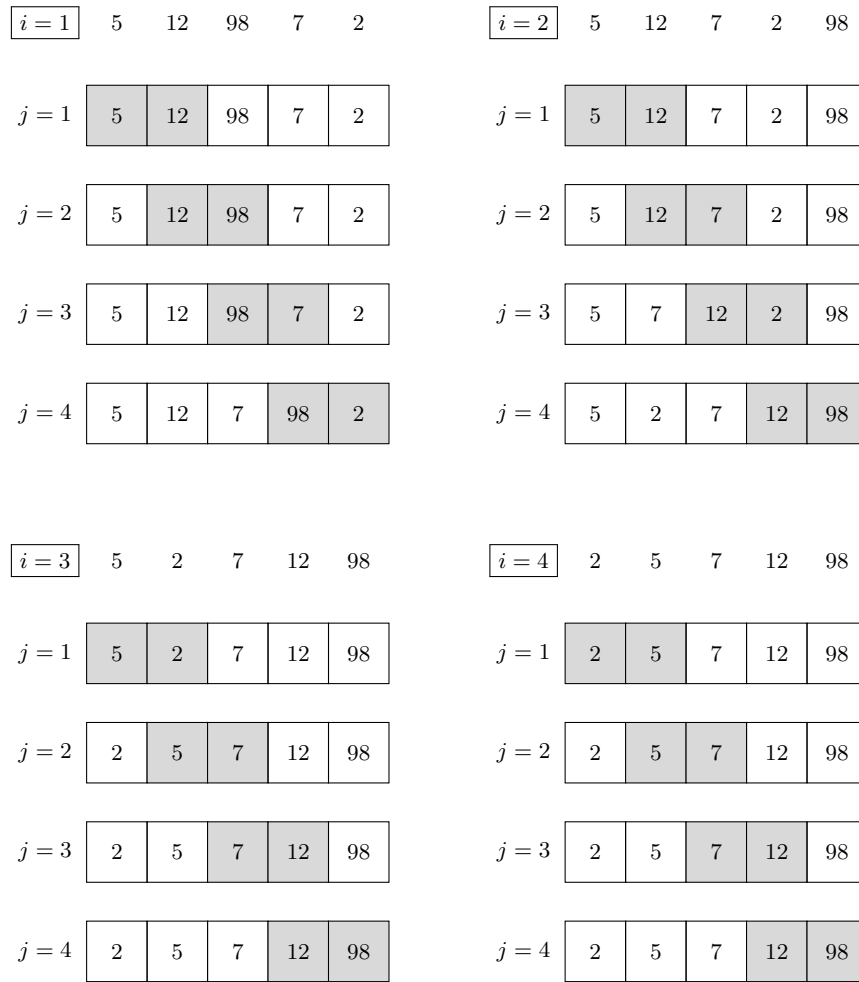 i = 1 5 12 98 7 2
j = 1 5 12 98 7 2
j = 2 5 12 98 7 2
j = 3 5 12 98 7 2
j = 4 5 12 7 98 2
i = 2 5 12 7 2 98
j = 1 5 12 7 2 98
j = 2 5 12 7 2 98
j = 3 5 7 12 2 98
j = 4 5 2 7 12 98
i = 3 5 2 7 12 98
j = 1 5 2 7 12 98
j = 2 2 5 7 12 98
j = 3 2 5 7 12 98
j = 4 2 5 7 12 98
i = 4 2 5 7 12 98
j = 1 2 5 7 12 98
j = 2 2 5 7 12 98
j = 3 2 5 7 12 98
j = 4 2 5 7 12 98